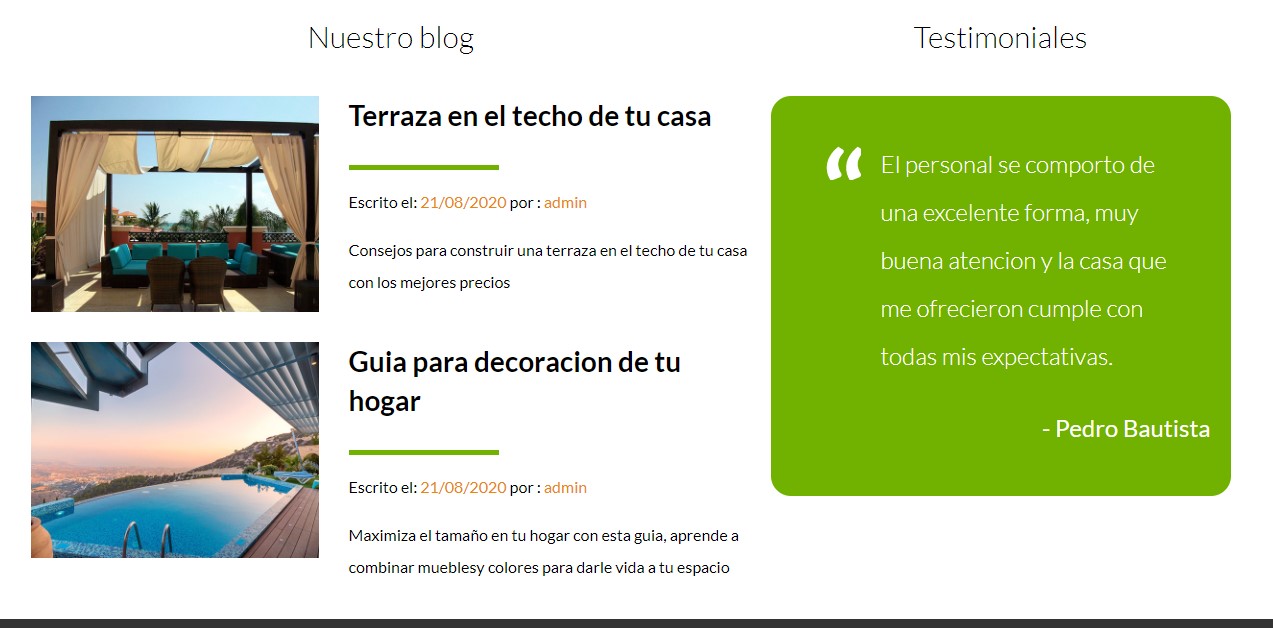 Nuestro blog
Terraza en el techo de tu casa
Escrito el: 21/08/2020 por : admin
Consejos para construir una terraza en el techo de tu casa
con los mejores precios
Guia para decoracion de tu
hogar
Escrito el: 21/08/2020 por : admin
Maximiza el tamaño en tu hogar con esta guia, aprende a
combinar mueblesy colores para darle vida a tu espacio
Testimoniales
“ El personal se comporto de
una excelente forma, muy
buena atencion y la casa que
me ofrecieron cumple con
todas mis expectativas.
- Pedro Bautista